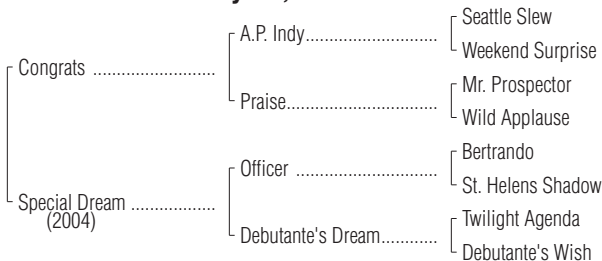 Seattle Slew
A.P. Indy
Weekend Surprise
Congrats
Mr. Prospector
Praise
Wild Applause
Bertrando
Officer
St. Helens Shadow
Special Dream
(2004)
Twilight Agenda
Debutante's Dream
Debutante's Wish